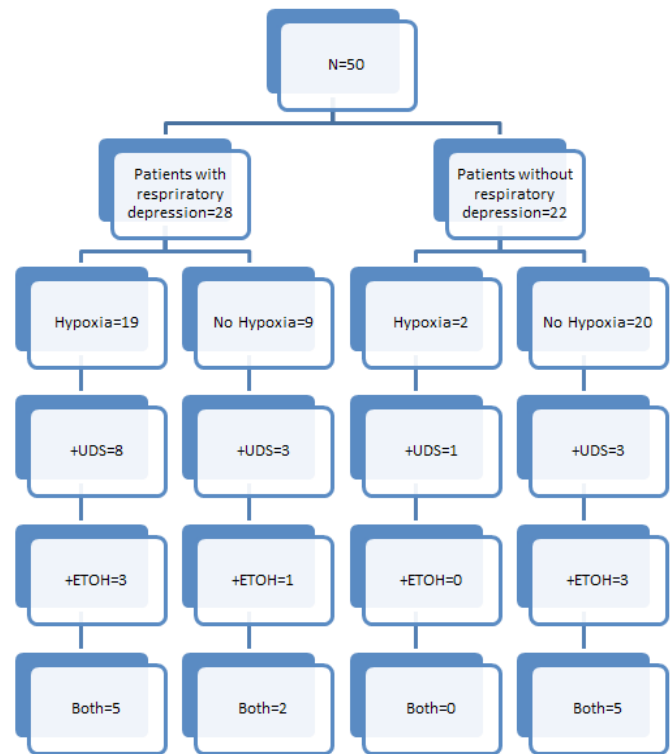 N=50
Patients with
respriratory
depression=28
Patients without
respiratory
depression=22
Hypoxia=19
No Hypoxia=9
Hypoxia=2
No Hypoxia=20
+UDS=8
+UDS=3
+UDS=1
+UDS=3
+ETOH=3
+ETOH=1
+ETOH=0
+ETOH=3
Both=5
Both=2
Both=0
Both=5